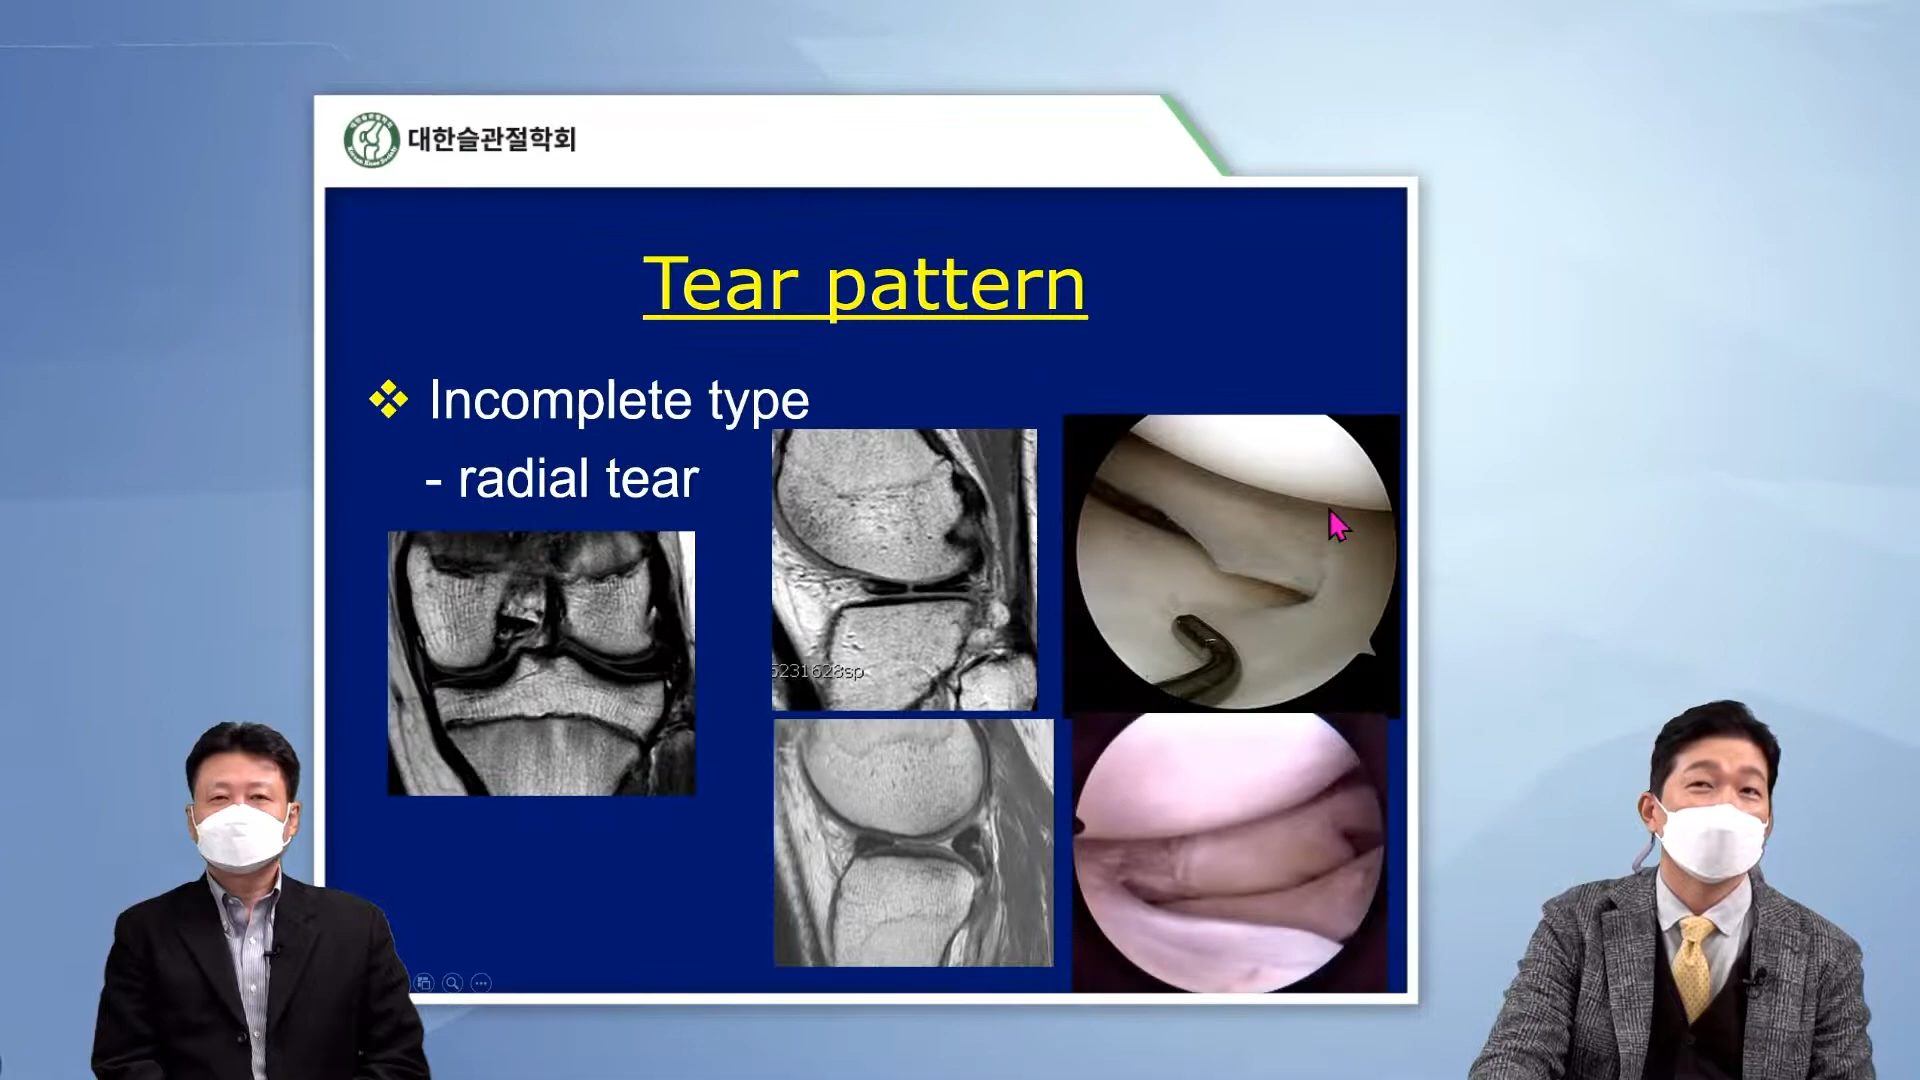 대한슬관절학회
Tear pattern
Incomplete type
- radial tear
5231628sp